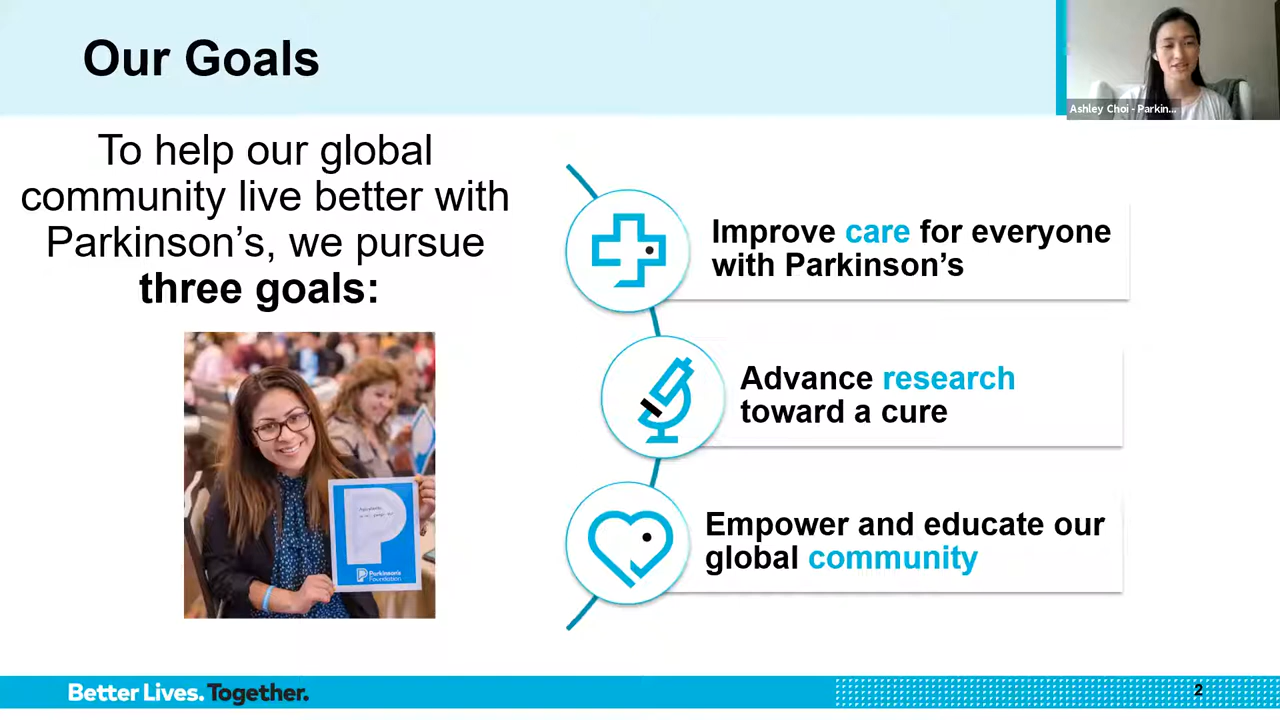 Our Goals
Ashley Choi - Parkin...
To help our global
community live better with
Parkinson’s, we pursue
three goals:
Improve care for everyone
with Parkinson’s
Advance research
toward a cure
Empower and educate our
global community
P
Parkinson's
Foundation
Better Lives. Together.
2